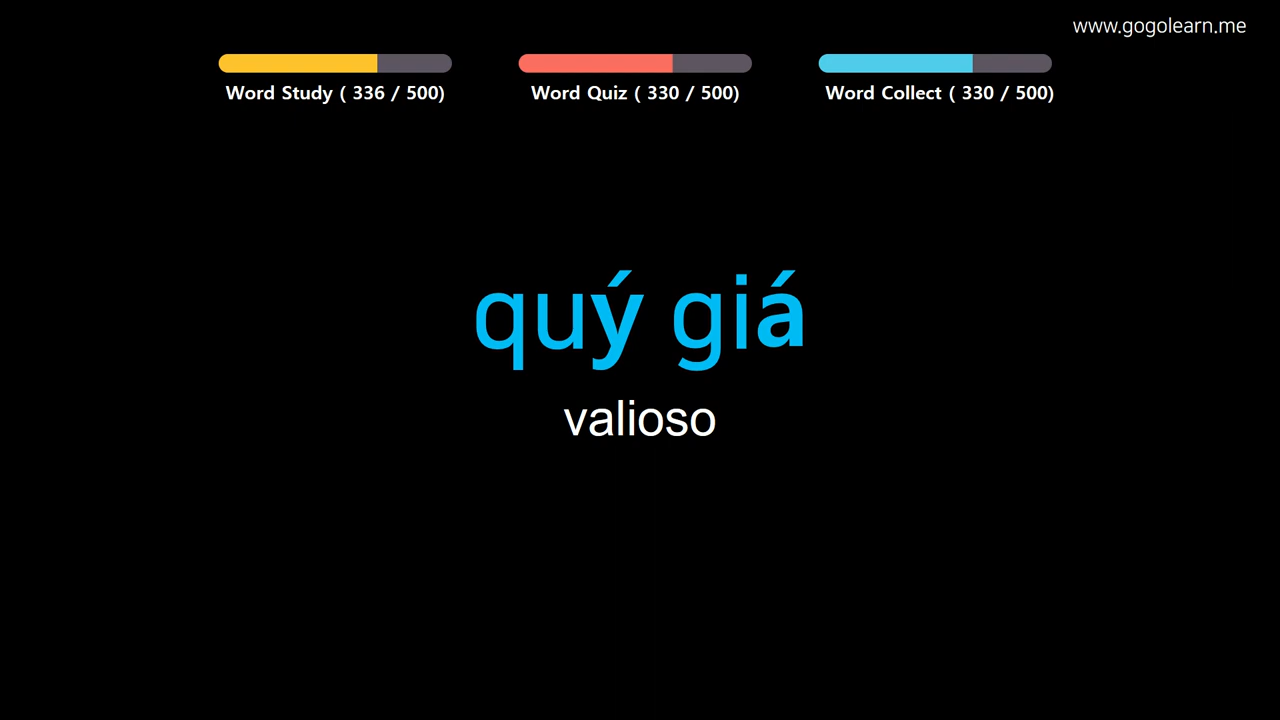 www.gogolearn.me
Word Study ( 336 / 500)
Word Quiz ( 330 / 500)
Word Collect ( 330 / 500)
quý giá
valioso